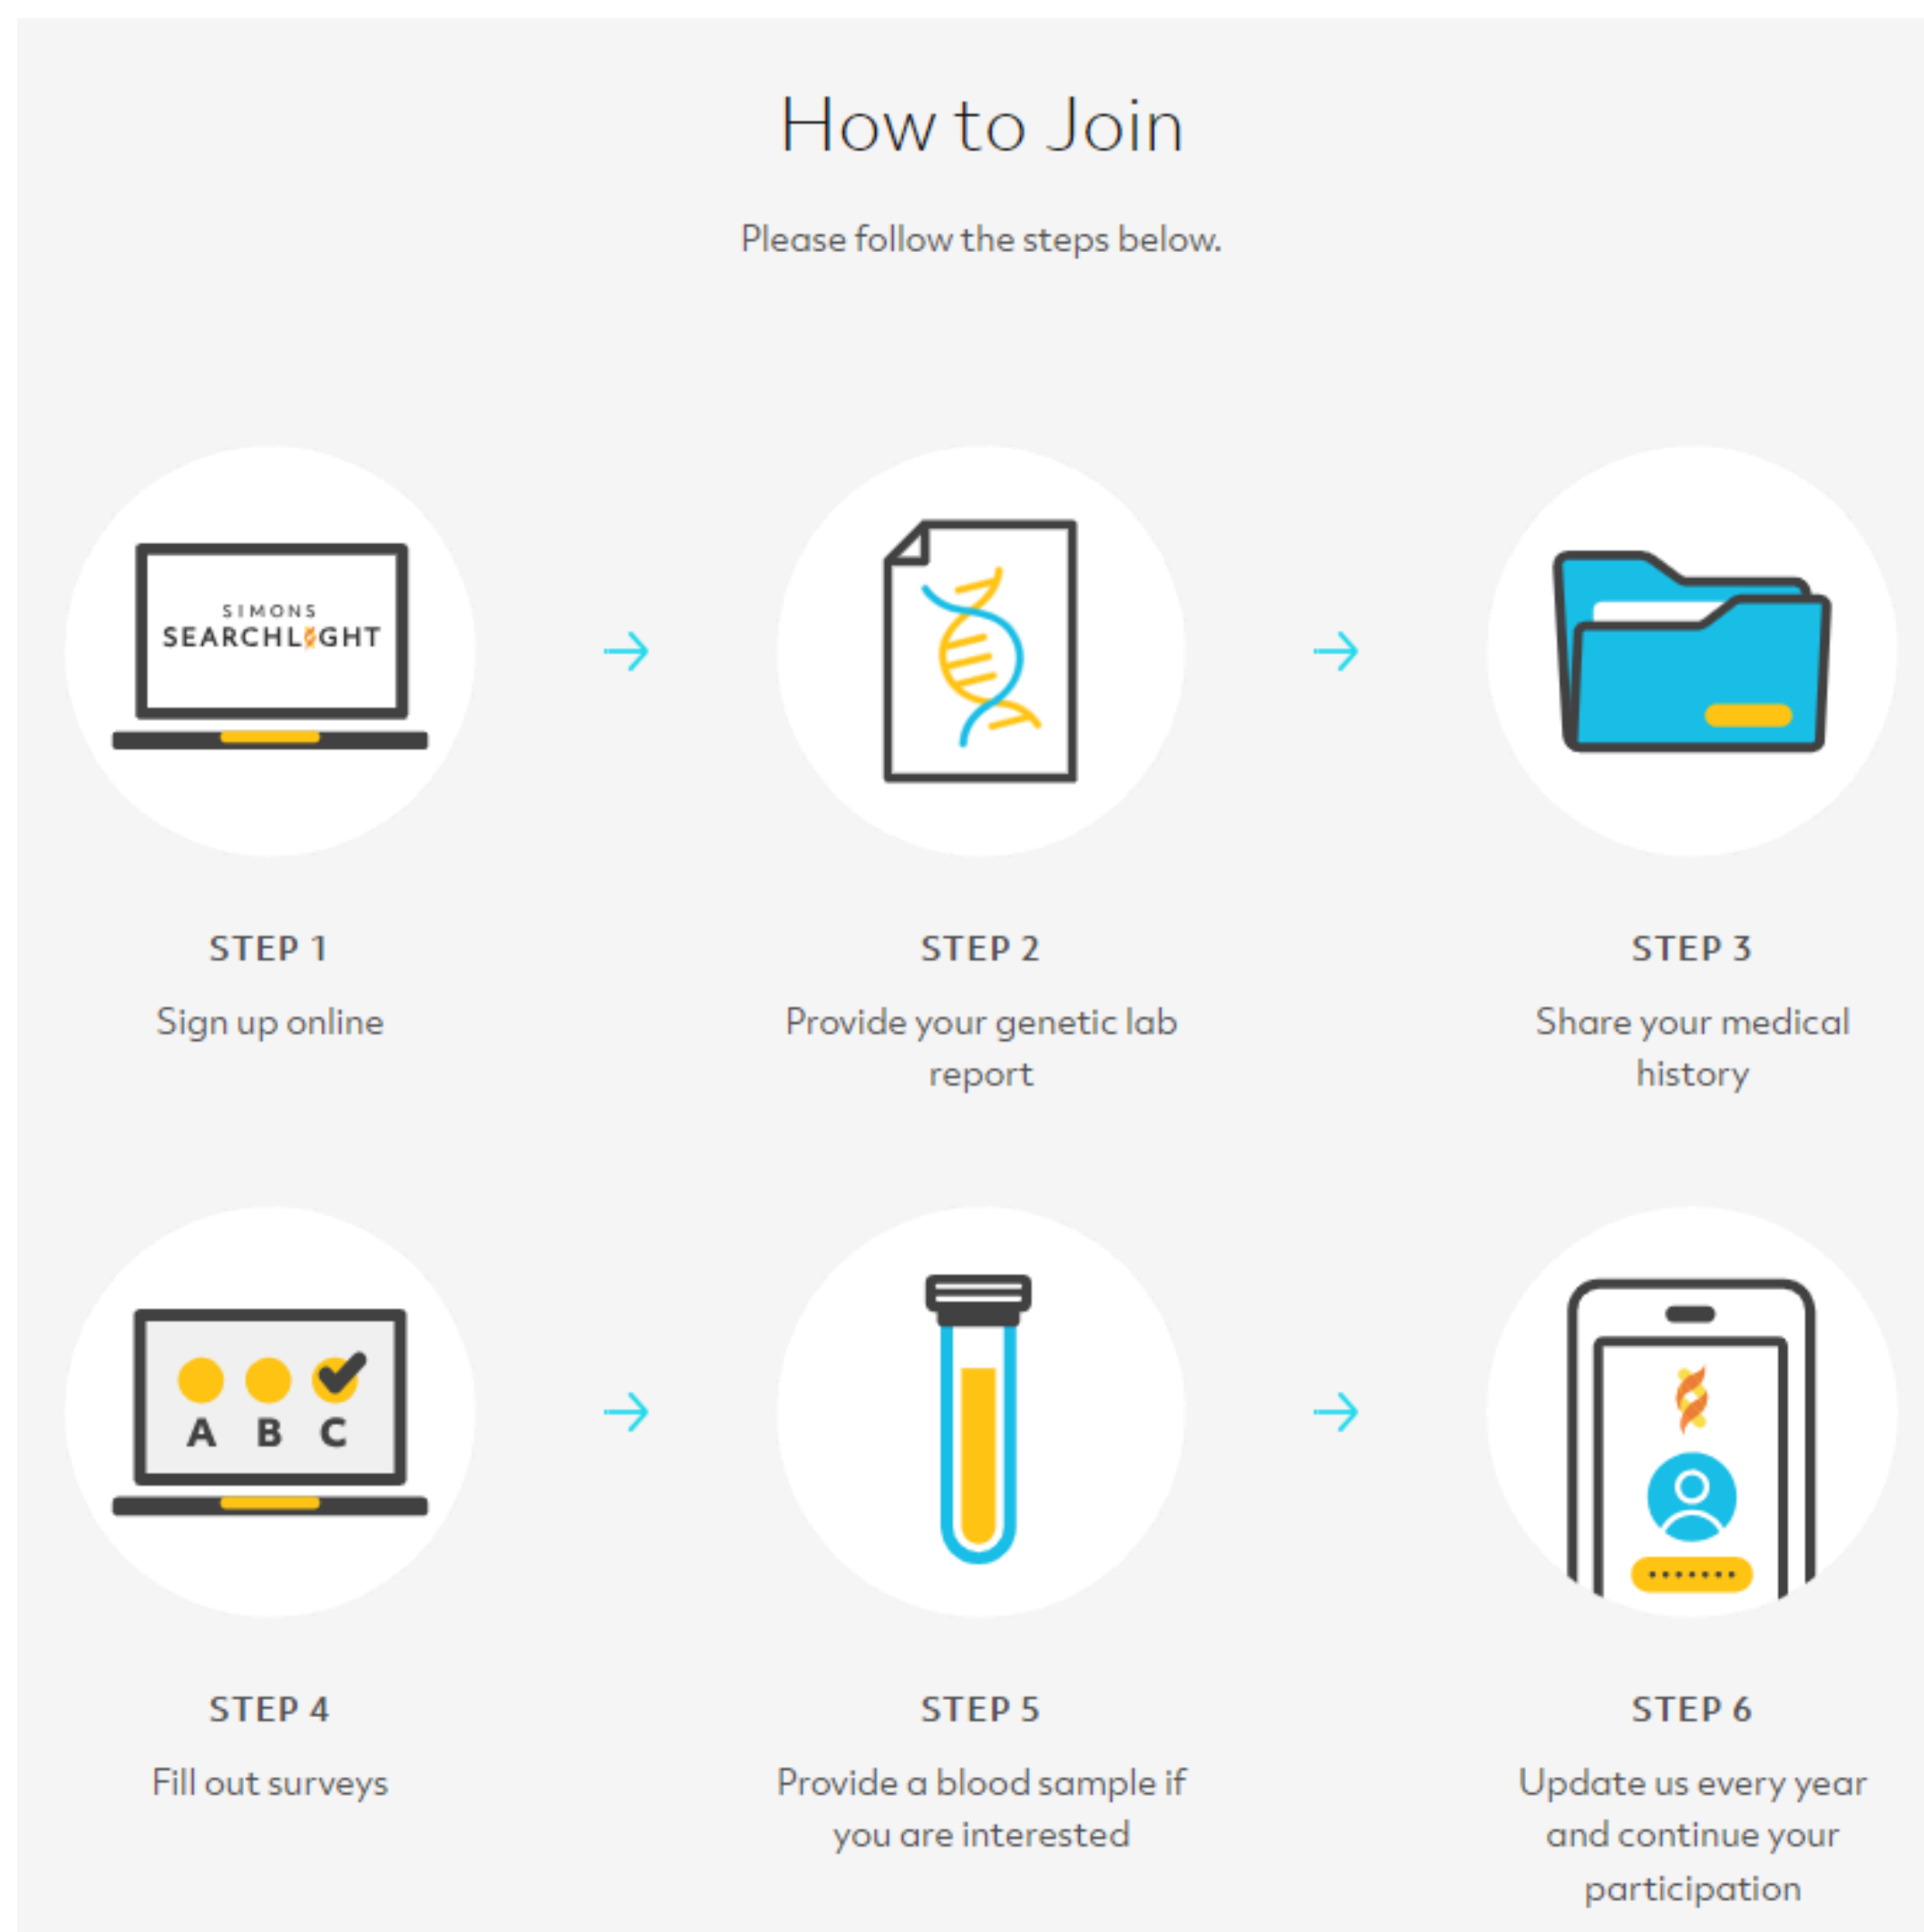 How to Join
Please follow the steps below.
SIMONS
SEARCHLIGHT
STEP 1
Sign up online
STEP 2
Provide your genetic lab
report
STEP 3
Share your medical
history
A B C
STEP 4
Fill out surveys
STEP 5
Provide a blood sample if
you are interested
STEP 6
Update us every year
and continue your
participation